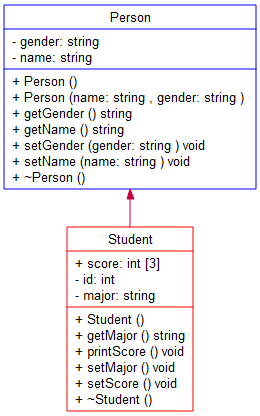 Person
- gender: string
- name: string
+ Person ()
+ Person (name: string , gender: string )
+ getGender () string
+ getName () string
+ setGender (gender: string ) void
+ setName (name: string ) void
+ ~Person ()
Student
+ score: int [3]
- id: int
- major: string
+ Student ()
+ getMajor () string
+ printScore () void
+ setMajor () void
+ setScore () void
+ ~Student ()